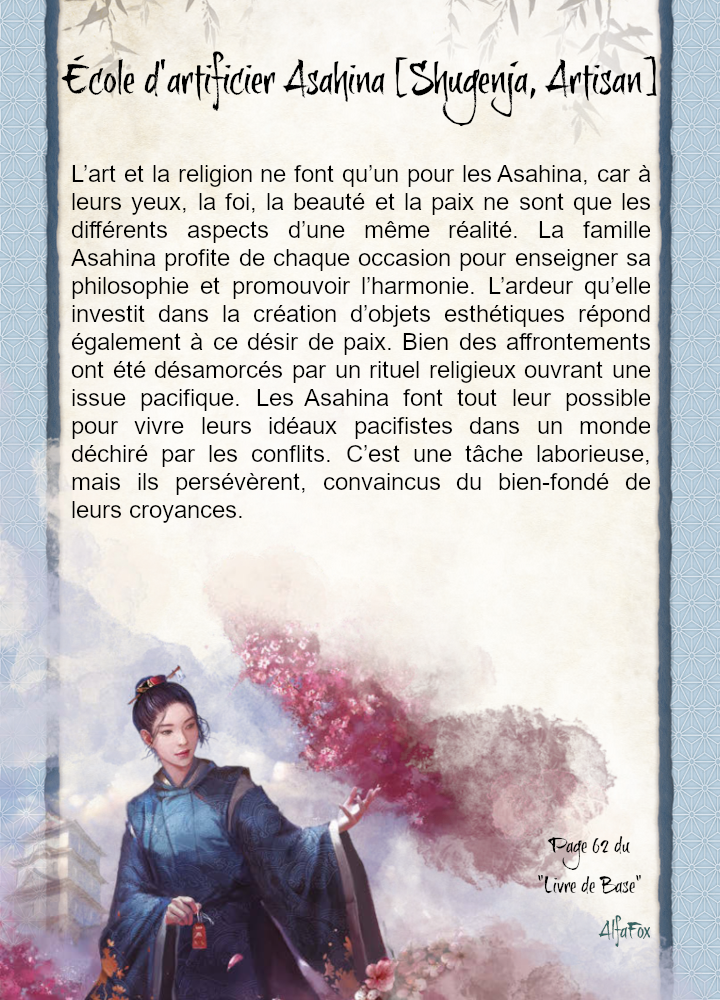 École d'artificier Asahina [Shugenja, Artisan]
L’art et la religion ne font qu’un pour les Asahina, car à
leurs yeux, la foi, la beauté et la paix ne sont que les
différents aspects d’une même réalité. La famille
Asahina profite de chaque occasion pour enseigner sa
philosophie et promouvoir l’harmonie. L’ardeur qu’elle
investit dans la création d’objets esthétiques répond
également à ce désir de paix. Bien des affrontements
ont été désamorcés par un rituel religieux ouvrant une
issue pacifique. Les Asahina font tout leur possible
pour vivre leurs idéaux pacifistes dans un monde
déchiré par les conflits. C’est une tâche laborieuse,
mais ils persévèrent, convaincus du bien-fondé de
leurs croyances.
Page 62 du
"Livre de Base"
AlfaFox